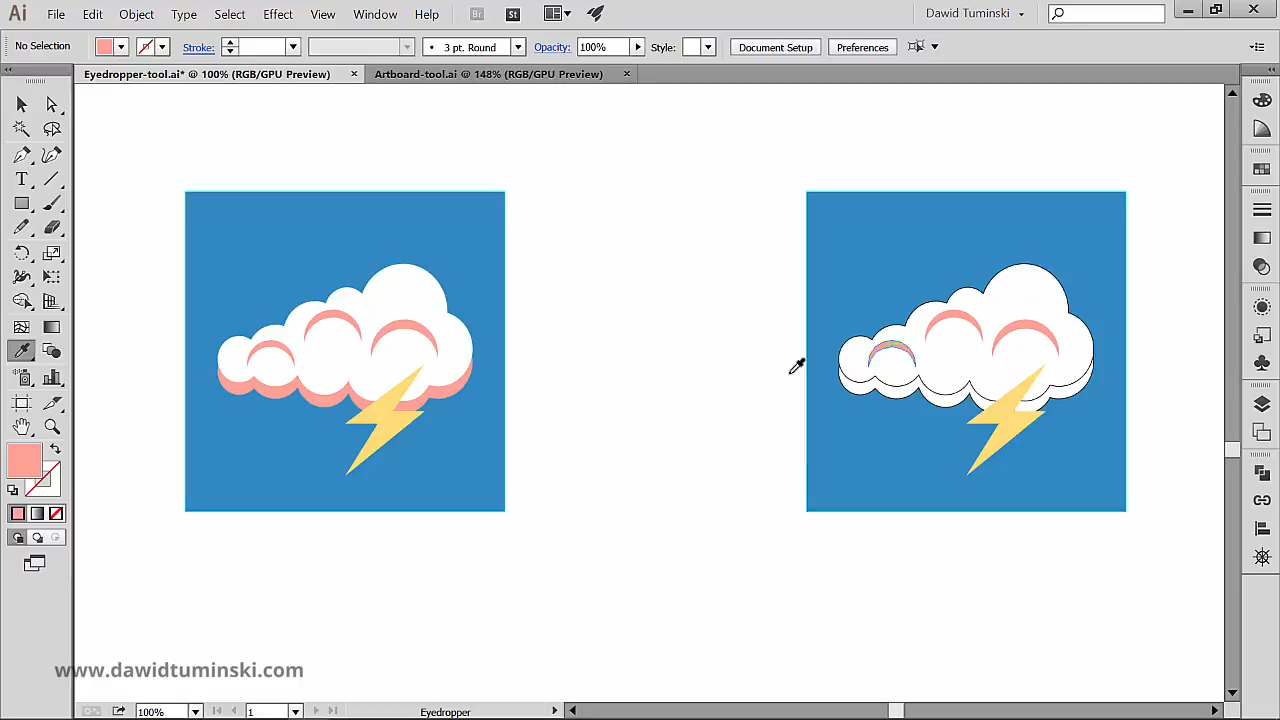 Ai File Edit Object Type Select Effect View Window Help Br St Dawid Tuminski
No Selection Stroke: 3 pt. Round Opacity: 100% Style: Document Setup Preferences
Eyedropper-tool.ai* @ 100% (RGB/GPU Preview) × Artboard-tool.ai @ 148% (RGB/GPU Preview) ×
T
www.dawidtuminski.com
100% 1 Eyedropper